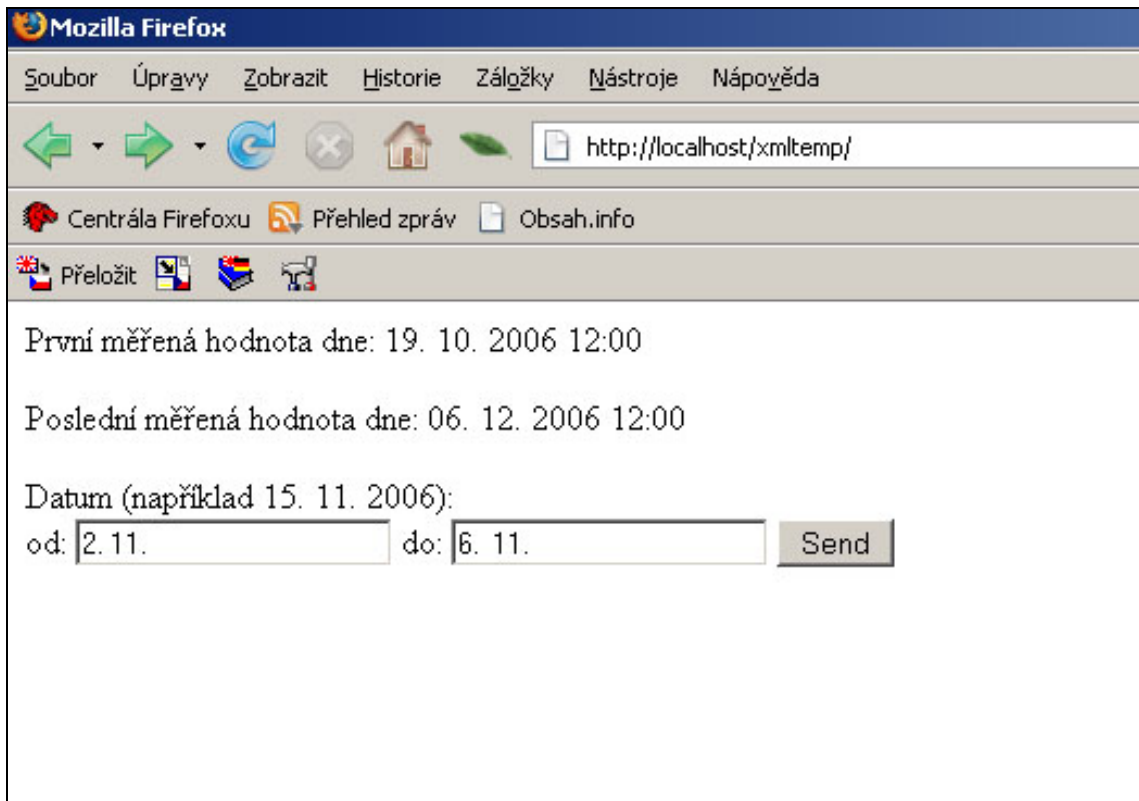 Mozilla Firefox
Soubor Úpravy Zobrazit Historie Záložky Nástroje Nápověda
http://localhost/xmltemp/
Centrála Firefoxu Přehled zpráv Obsah.info
Přeložit
První měřená hodnota dne: 19. 10. 2006 12:00
Poslední měřená hodnota dne: 06. 12. 2006 12:00
Datum (například 15. 11. 2006):
od: 2. 11. do: 6. 11. Send